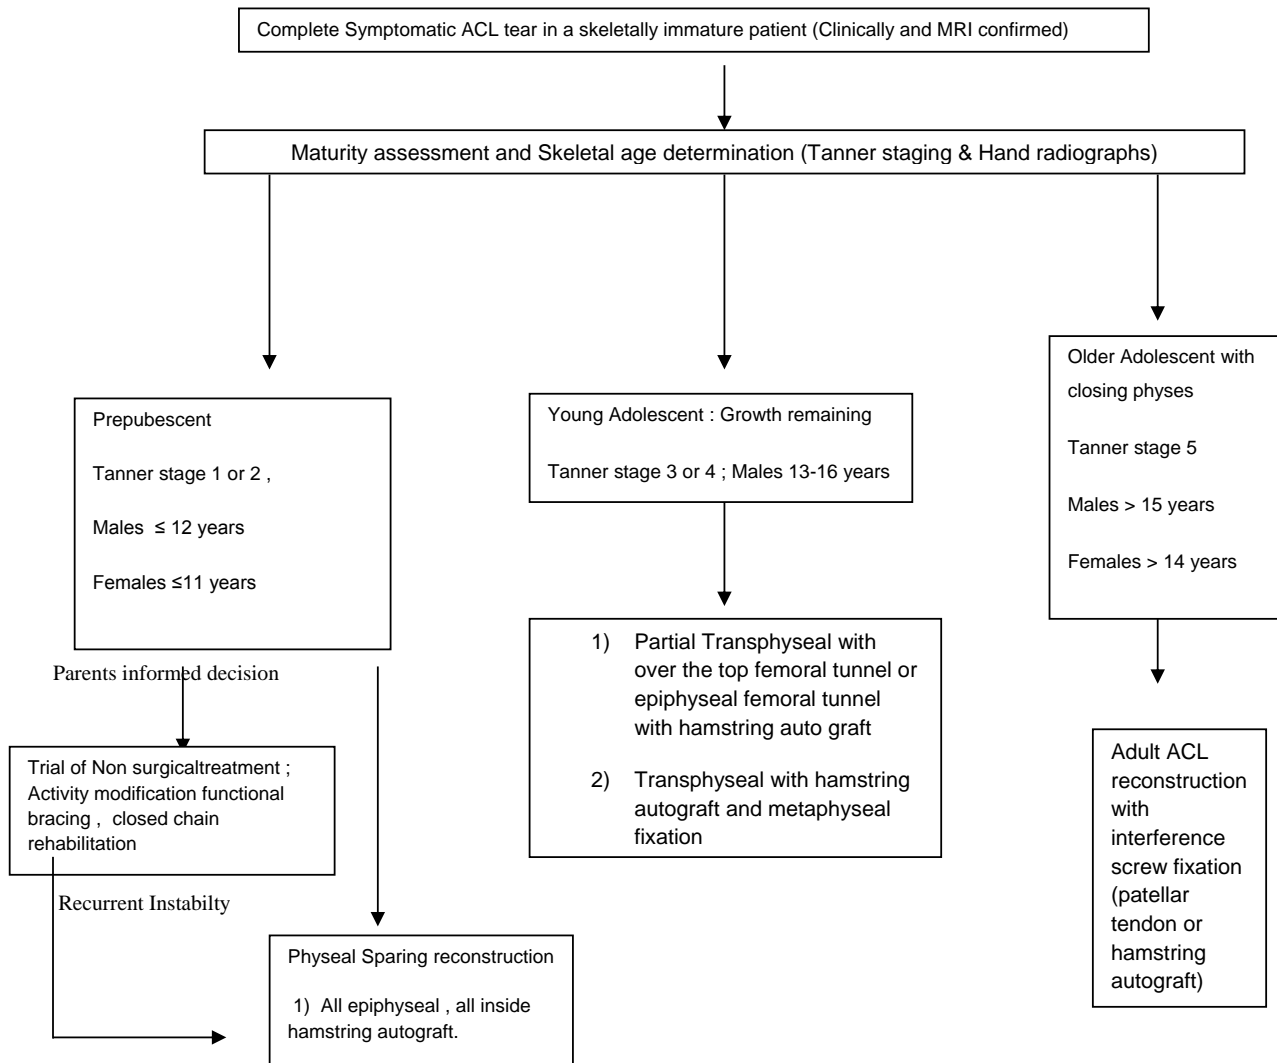 Complete Symptomatic ACL tear in a skeletally immature patient (Clinically and MRI confirmed)
Maturity assessment and Skeletal age determination (Tanner staging & Hand radiographs)
Prepubescent
Tanner stage 1 or 2 ,
Males ≤ 12 years
Females ≤11 years
Parents informed decision
Trial of Non surgicaltreatment ;
Activity modification functional
bracing , closed chain
rehabilitation
Recurrent Instabilty
Physeal Sparing reconstruction
1) All epiphyseal , all inside
hamstring autograft.
Young Adolescent : Growth remaining
Tanner stage 3 or 4 ; Males 13-16 years
1) Partial Transphyseal with
over the top femoral tunnel or
epiphyseal femoral tunnel
with hamstring auto graft
2) Transphyseal with hamstring
autograft and metaphyseal
fixation
Older Adolescent with
closing physes
Tanner stage 5
Males > 15 years
Females > 14 years
Adult ACL
reconstruction
with
interference
screw fixation
(patellar
tendon or
hamstring
autograft)